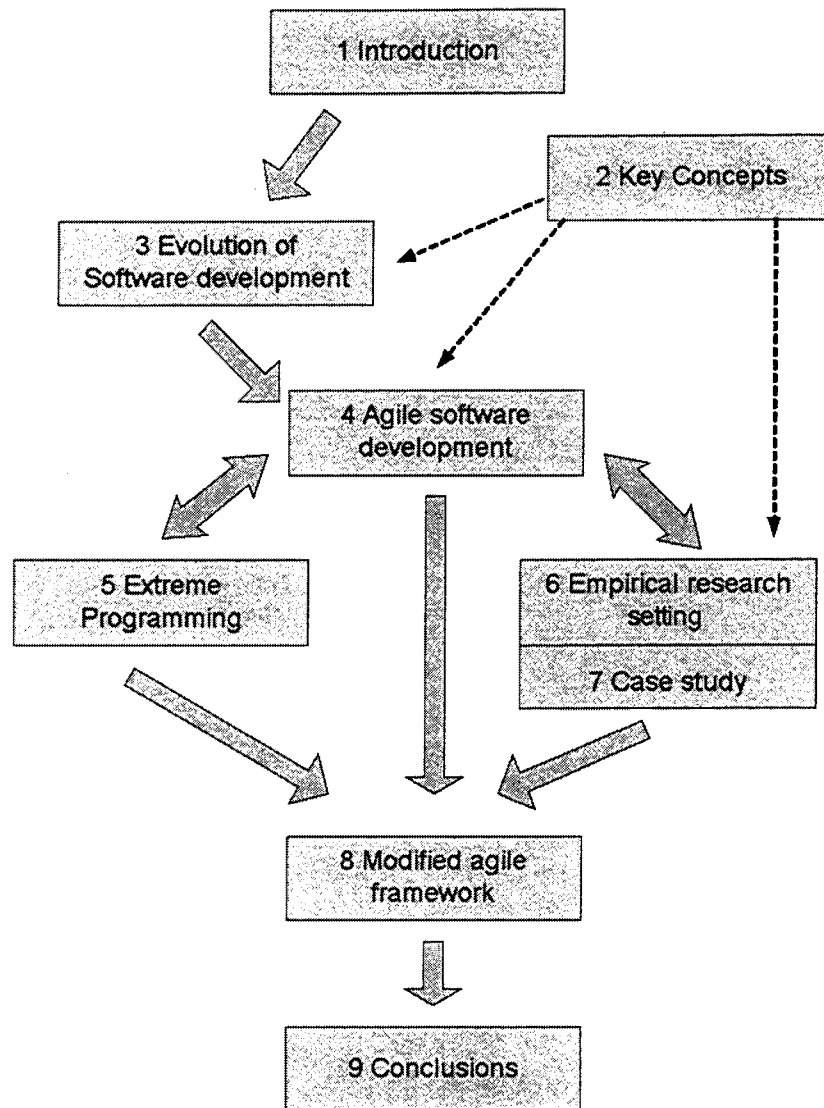 1 Introduction
2 Key Concepts
3 Evolution of
Software development
4 Agile software
development
5 Extreme
Programming
6 Empirical research
setting
7 Case study
8 Modified agile
framework
9 Conclusions